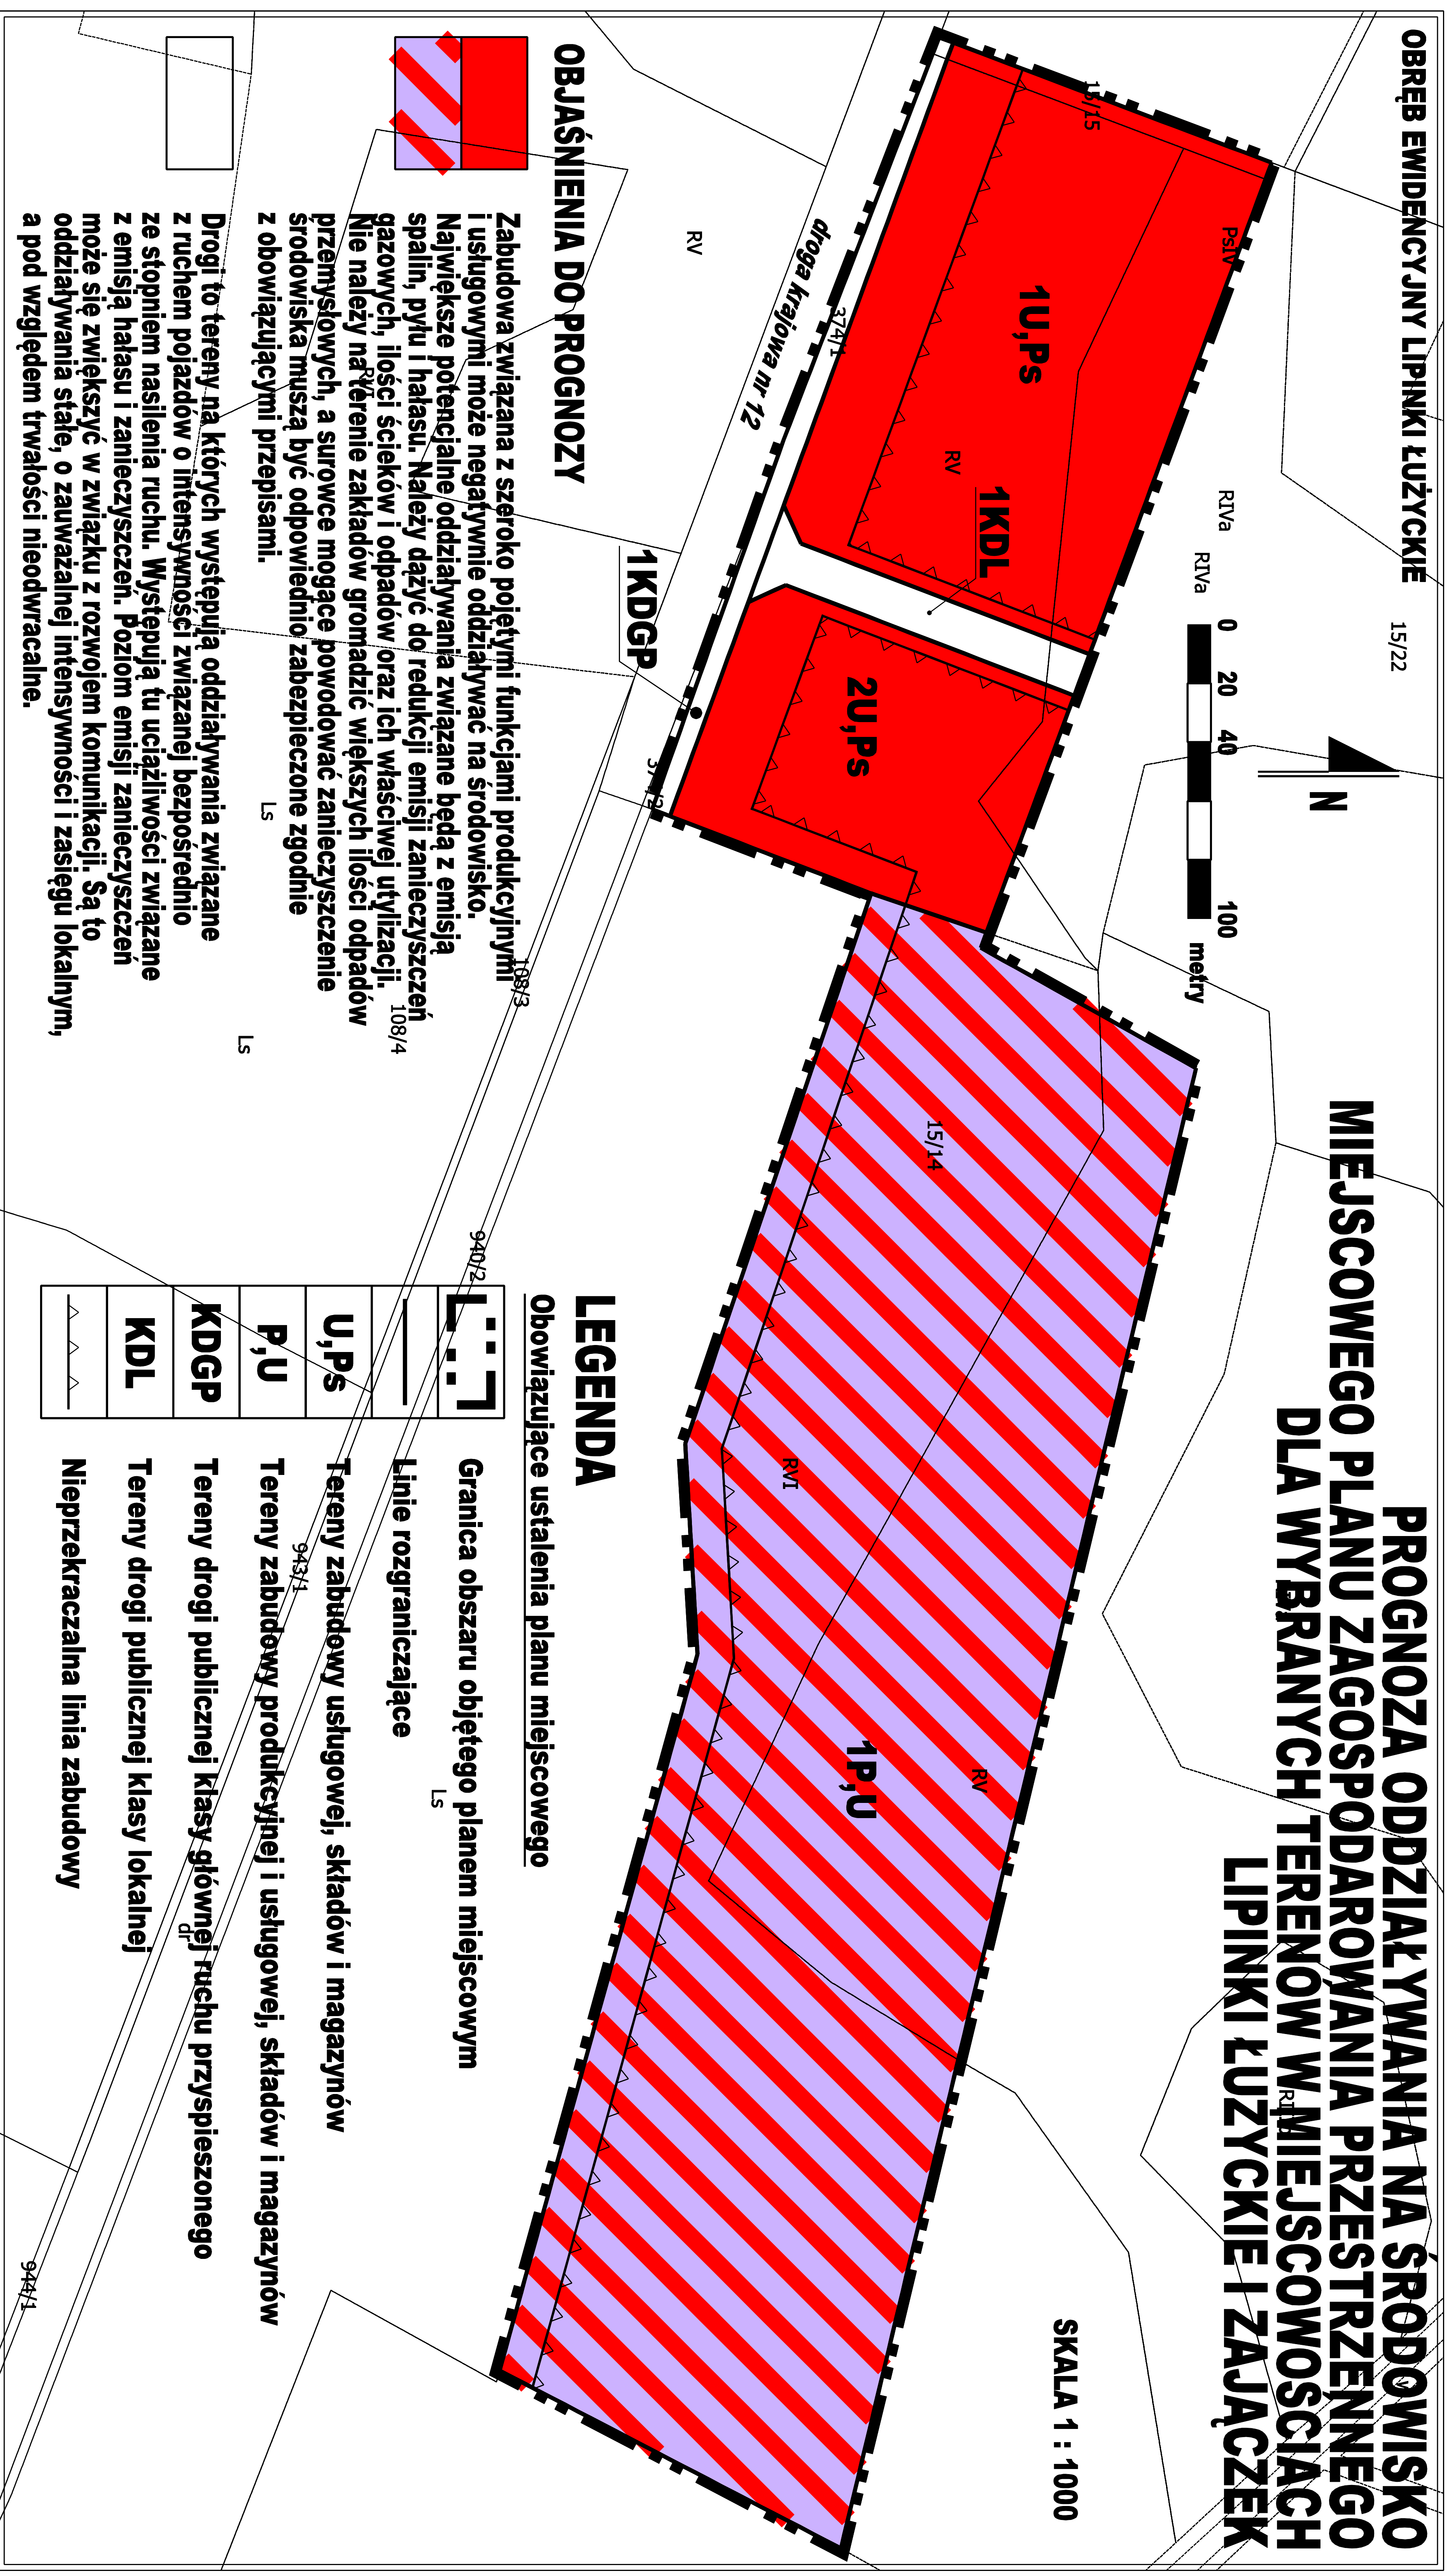 OBRĘB EWIDENCYJNY LIPINKI ŁUŻYCKIE
PROGNOZA ODDZIAŁYWANIA NA ŚRODOWISKO
MIEJSCOWEGO PLANU ZAGOSPODAROWANIA PRZESTRZENNEGO
DLA WYBRANYCH TERENÓW W MIEJSCOWOŚCIACH
LIPINKI ŁUŻYCKIE I ZAJĄCZEK
SKALA 1 : 1000
15/22
N
0 20 40 100
metry
RIVa
RIVa
PsIV
15/15
1U,Ps
RV
1KDL
2U,Ps
374/1
droga krajowa nr 12
1KDGP
RV
15/14
RVI
RV
1P,U
OBJAŚNIENIA DO PROGNOZY
Zabudowa związana z szeroko pojętymi funkcjami produkcyjnymi
i usługowymi może negatywnie oddziaływać na środowisko.
Największe potencjalne oddziaływania związane będą z emisją
spalin, pyłu i hałasu. Należy dążyć do redukcji emisji zanieczyszczeń
gazowych, ilości ścieków i odpadów oraz ich właściwej utylizacji.
Nie należy na terenie zakładów gromadzić większych ilości odpadów
przemysłowych, a surowce mogące powodować zanieczyszczenie
środowiska muszą być odpowiednio zabezpieczone zgodnie
z obowiązującymi przepisami.
Drogi to tereny na których występują oddziaływania związane
z ruchem pojazdów o intensywności związanej bezpośrednio
ze stopniem nasilenia ruchu. Występują tu uciążliwości związane
z emisją hałasu i zanieczyszczeń. Poziom emisji zanieczyszczeń
może się zwiększyć w związku z rozwojem komunikacji. Są to
oddziaływania stałe, o zauważalnej intensywności i zasięgu lokalnym,
a pod względem trwałości nieodwracalne.
RVI
Ls
Ls
108/3
108/4
940/2
LEGENDA
Obowiązujące ustalenia planu miejscowego
Granica obszaru objętego planem miejscowym
Linie rozgraniczające
U,Ps Tereny zabudowy usługowej, składów i magazynów
P,U Tereny zabudowy produkcyjnej i usługowej, składów i magazynów
KDGP Tereny drogi publicznej klasy głównej ruchu przyspieszonego
KDL Tereny drogi publicznej klasy lokalnej
Nieprzekraczalna linia zabudowy
943/1
Ls
dr
944/1